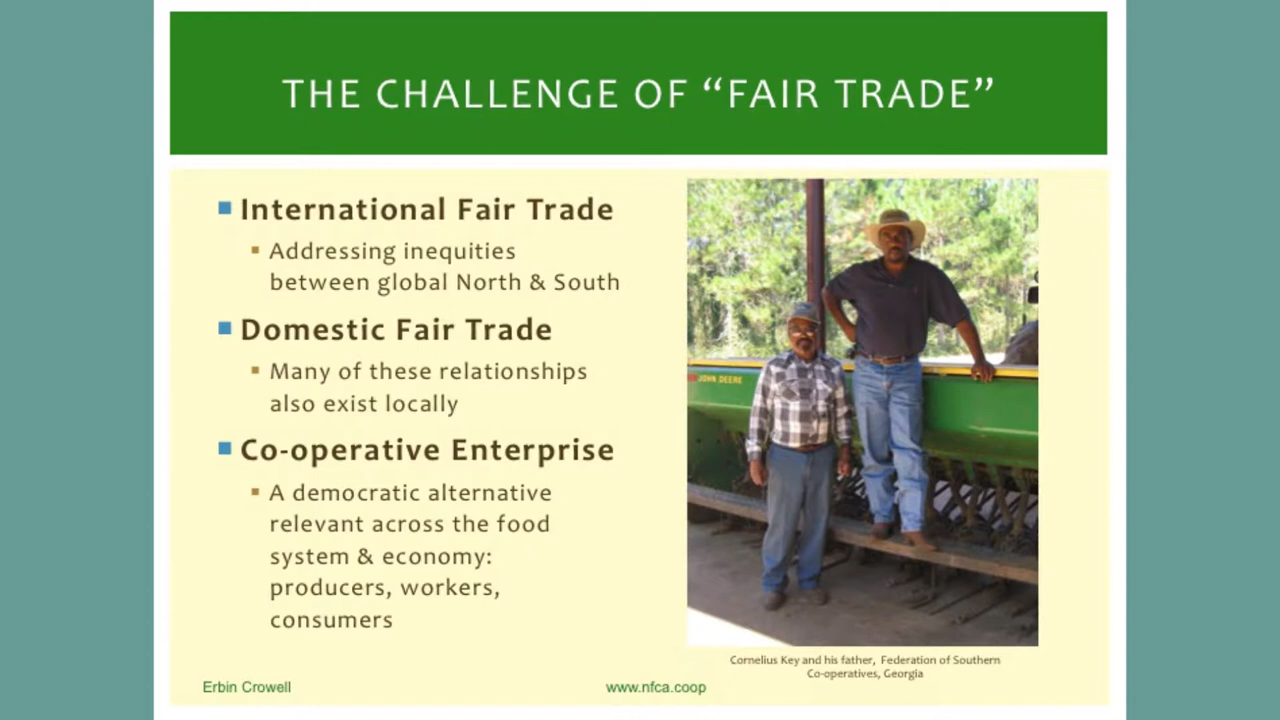 THE CHALLENGE OF “FAIR TRADE”
International Fair Trade
Addressing inequities
between global North & South
Domestic Fair Trade
Many of these relationships
also exist locally
Co-operative Enterprise
A democratic alternative
relevant across the food
system & economy:
producers, workers,
consumers
JOHN DEERE
Cornelius Key and his father, Federation of Southern
Co-operatives, Georgia
Erbin Crowell
www.nfca.coop